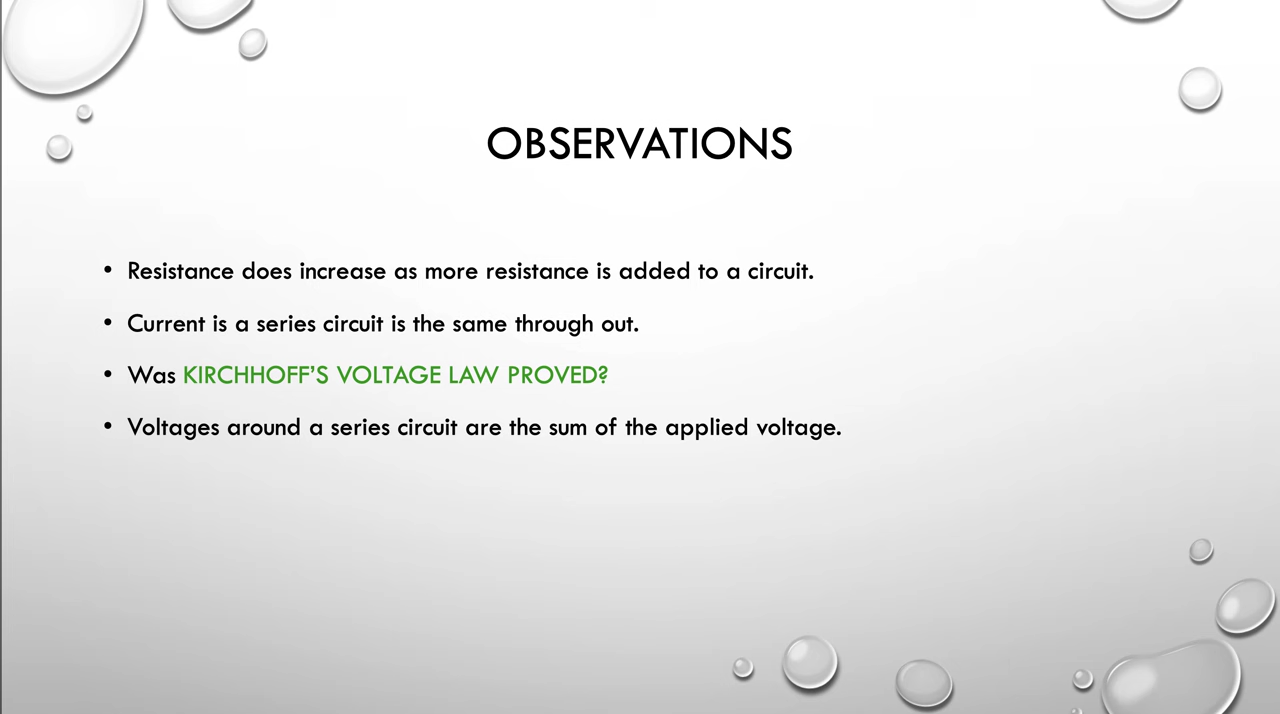 OBSERVATIONS
• Resistance does increase as more resistance is added to a circuit.
• Current is a series circuit is the same through out.
• Was KIRCHHOFF’S VOLTAGE LAW PROVED?
• Voltages around a series circuit are the sum of the applied voltage.